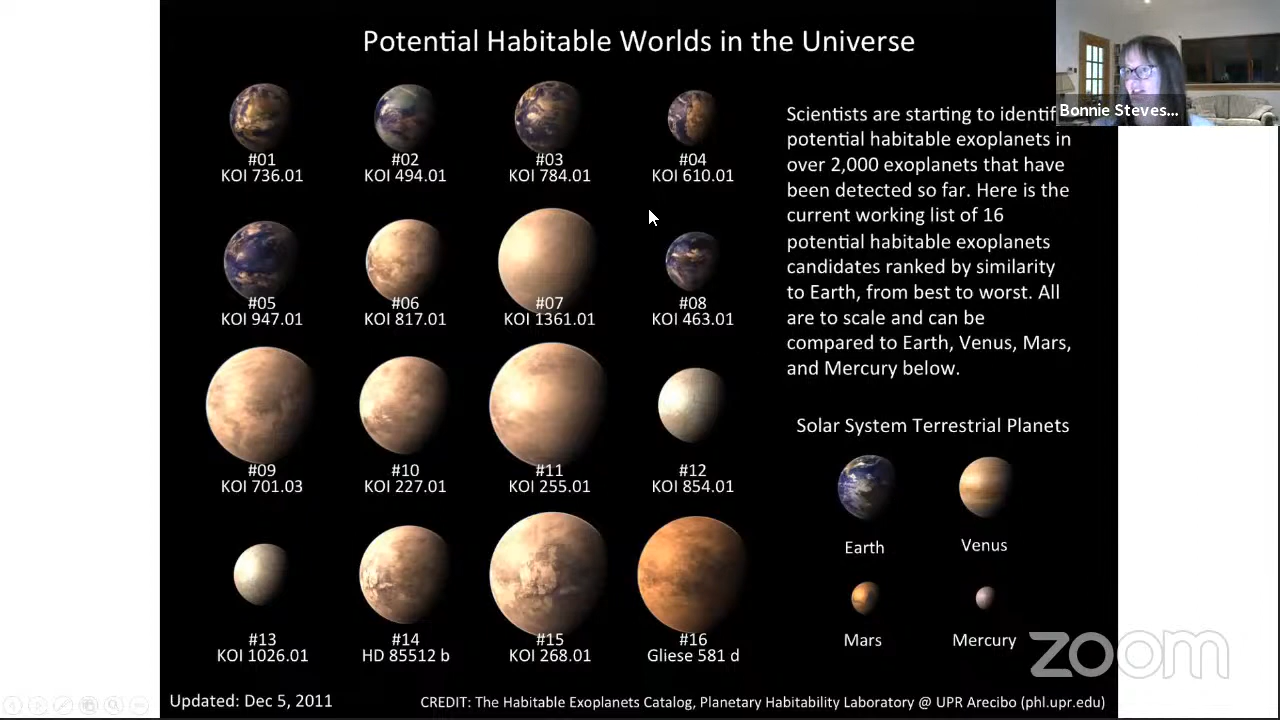 Potential Habitable Worlds in the Universe
Bonnie Steves...
#01
KOI 736.01
#02
KOI 494.01
#03
KOI 784.01
#04
KOI 610.01
#05
KOI 947.01
#06
KOI 817.01
#07
KOI 1361.01
#08
KOI 463.01
#09
KOI 701.03
#10
KOI 227.01
#11
KOI 255.01
#12
KOI 854.01
#13
KOI 1026.01
#14
HD 85512 b
#15
KOI 268.01
#16
Gliese 581 d
Scientists are starting to
potential habitable exoplanets in
over 2,000 exoplanets that have
been detected so far. Here is the
current working list of 16
potential habitable exoplanets
candidates ranked by similarity
to Earth, from best to worst. All
are to scale and can be
compared to Earth, Venus, Mars,
and Mercury below.
Solar System Terrestrial Planets
Earth
Venus
Mars
Mercury
zoom
Updated: Dec 5, 2011
CREDIT: The Habitable Exoplanets Catalog, Planetary Habitability Laboratory @ UPR Arecibo (phl.upr.edu)